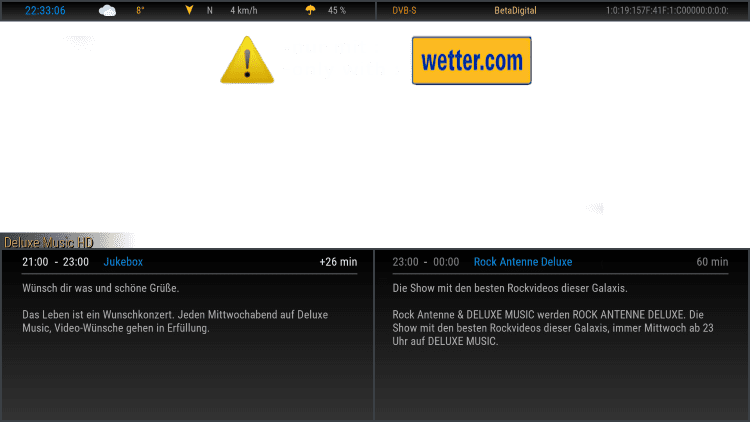 22:33:06 8° N 4 km/h 45 % DVB-S BetaDigital 1:0:19:157F:41F:1:C00000:0:0:0:
wetter.com
Deluxe Music HD
21:00 - 23:00 Jukebox +26 min
Wünsch dir was und schöne Grüße.
Das Leben ist ein Wunschkonzert. Jeden Mittwochabend auf Deluxe
Music, Video-Wünsche gehen in Erfüllung.
23:00 - 00:00 Rock Antenne Deluxe 60 min
Die Show mit den besten Rockvideos dieser Galaxis.
Rock Antenne & DELUXE MUSIC werden ROCK ANTENNE DELUXE. Die
Show mit den besten Rockvideos dieser Galaxis, immer Mittwoch ab 23
Uhr auf DELUXE MUSIC.